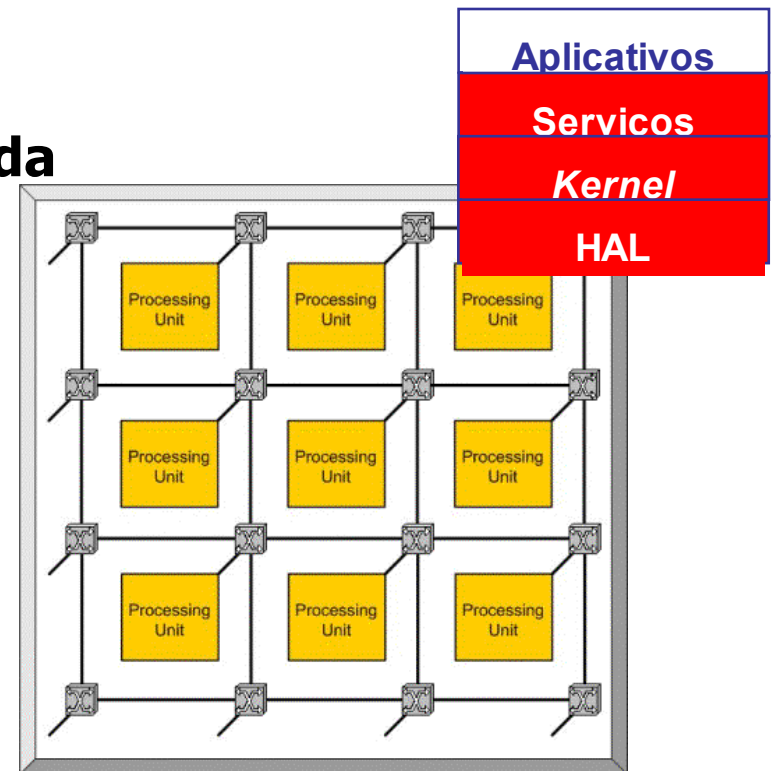 Aplicativos
Servicos
da
Kernel
HAL
Processing Unit
Processing Unit
Processing Unit
Processing Unit
Processing Unit
Processing Unit
Processing Unit
Processing Unit
Processing Unit